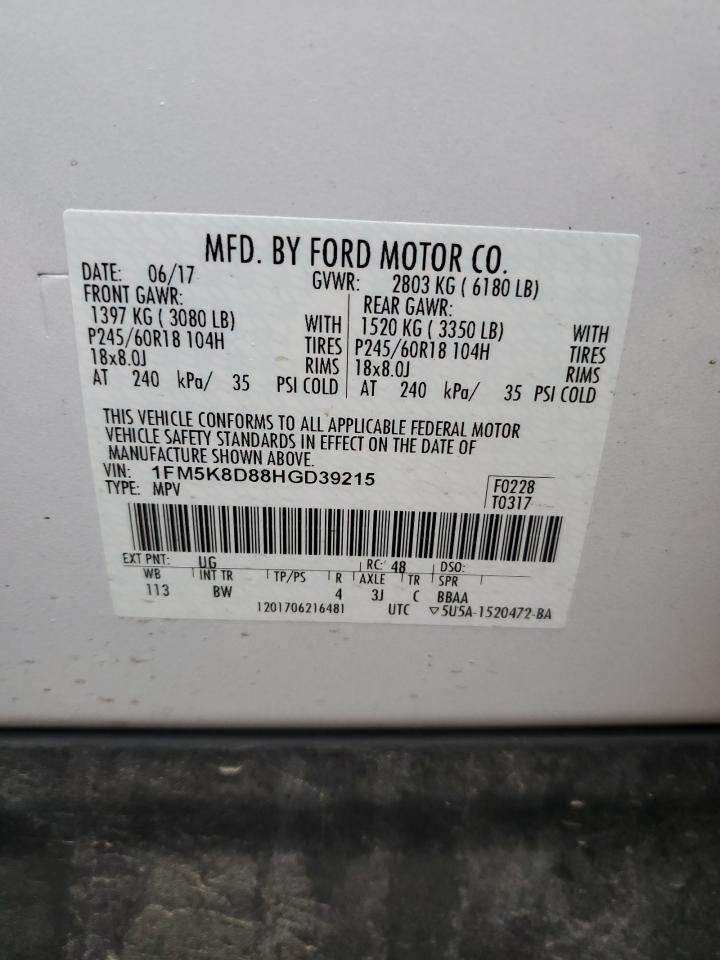 MFD. BY FORD MOTOR CO.
DATE: 06/17 GVWR: 2803 KG ( 6180 LB)
FRONT GAWR: REAR GAWR:
1397 KG ( 3080 LB) WITH 1520 KG ( 3350 LB) WITH
P245/60R18 104H TIRES P245/60R18 104H TIRES
18x8.0J RIMS 18x8.0J RIMS
AT 240 kPa/ 35 PSI COLD AT 240 kPa/ 35 PSI COLD
THIS VEHICLE CONFORMS TO ALL APPLICABLE FEDERAL MOTOR
VEHICLE SAFETY STANDARDS IN EFFECT ON THE DATE OF
MANUFACTURE SHOWN ABOVE.
VIN: 1FM5K8D88HGD39215 F0228
TYPE: MPV T0317
EXT PNT: UG RC: 48 DSO:
WB INT TR TP/PS R AXLE TR SPR
113 BW 4 3J C BBAA
1201706216481 UTC ▽5U5A-1520472-BA